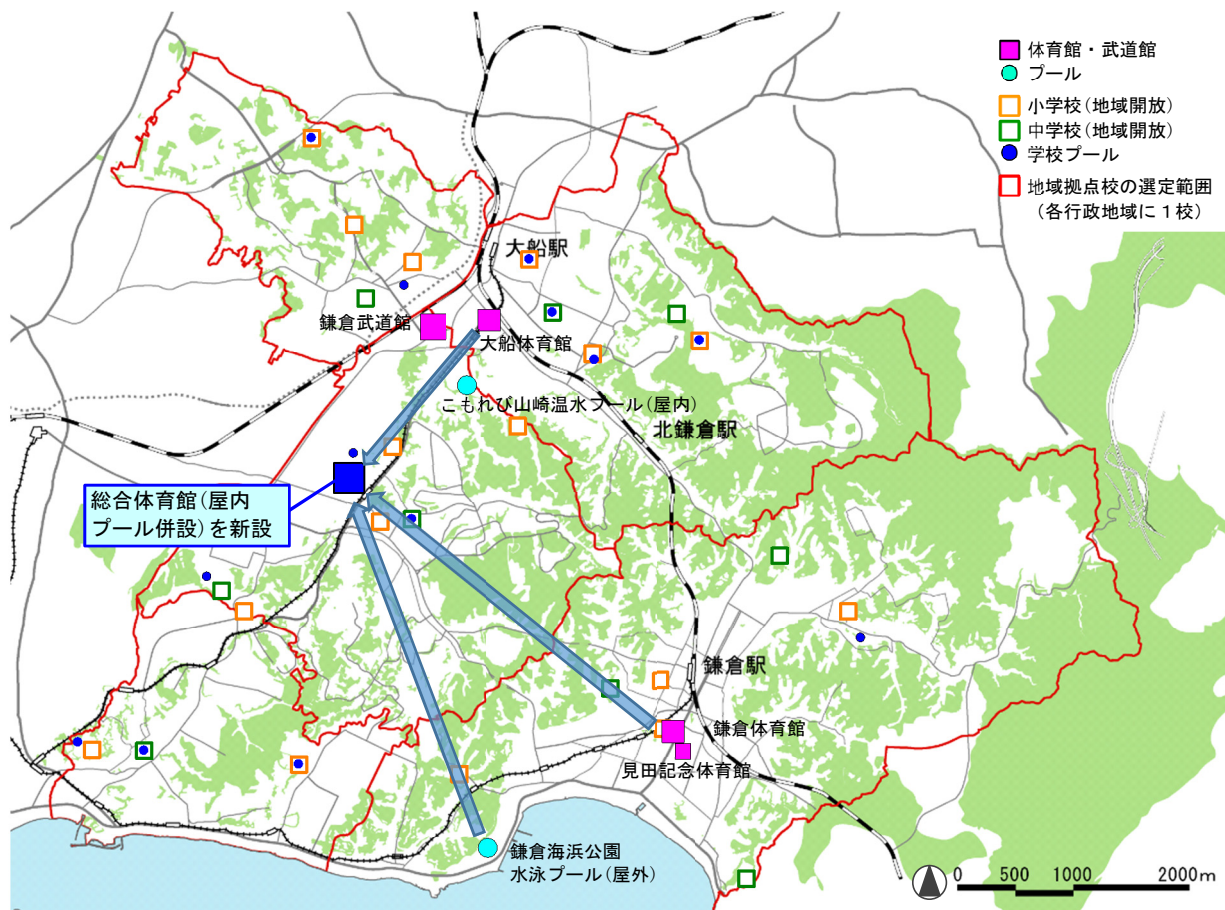 体育館・武道館
プール
小学校(地域開放)
中学校(地域開放)
学校プール
地域拠点校の選定範囲
(各行政地域に1校)
大船駅
鎌倉武道館
大船体育館
こもれび山崎温水プール(屋内)
北鎌倉駅
総合体育館(屋内
プール併設)を新設
鎌倉駅
鎌倉体育館
見田記念体育館
鎌倉海浜公園
水泳プール(屋外)
0 500 1000 2000m